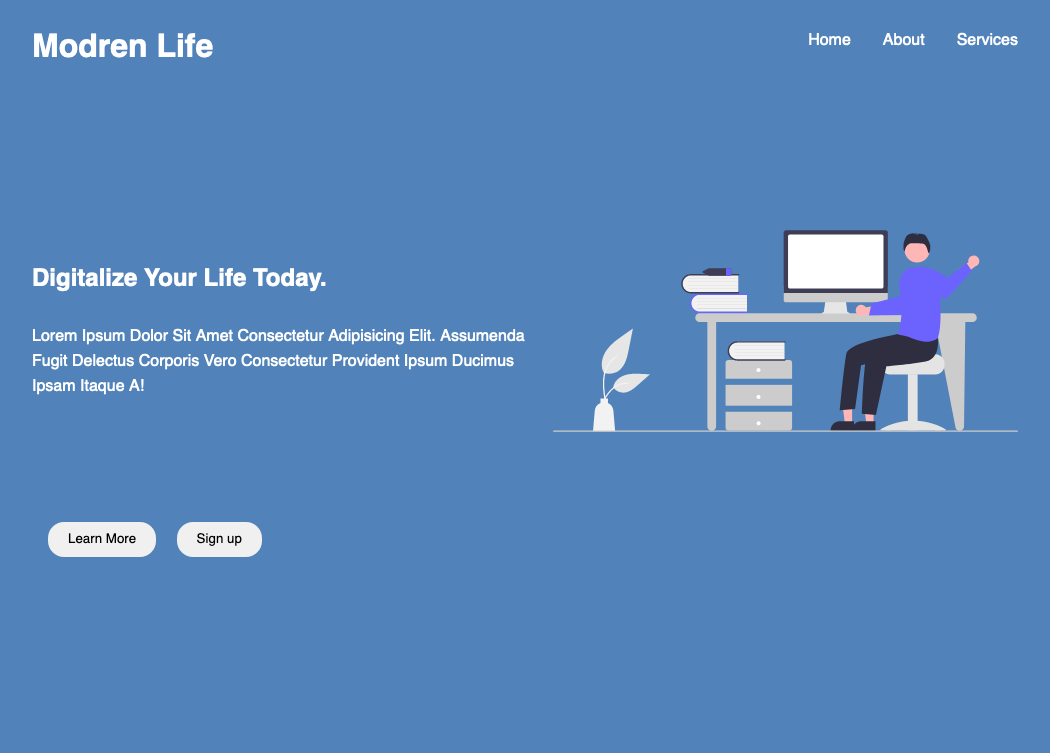 Modren Life
Home About Services
Digitalize Your Life Today.
Lorem Ipsum Dolor Sit Amet Consectetur Adipisicing Elit. Assumenda
Fugit Delectus Corporis Vero Consectetur Provident Ipsum Ducimus
Ipsam Itaque A!
Learn More Sign up